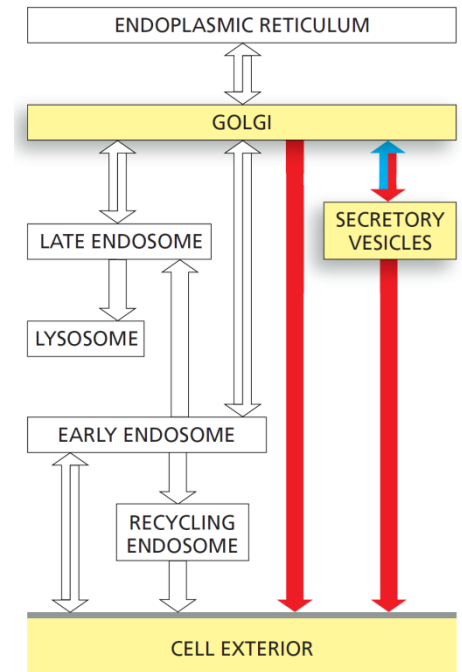 ENDOPLASMIC RETICULUM
GOLGI
SECRETORY
VESICLES
LATE ENDOSOME
LYSOSOME
EARLY ENDOSOME
RECYCLING
ENDOSOME
CELL EXTERIOR